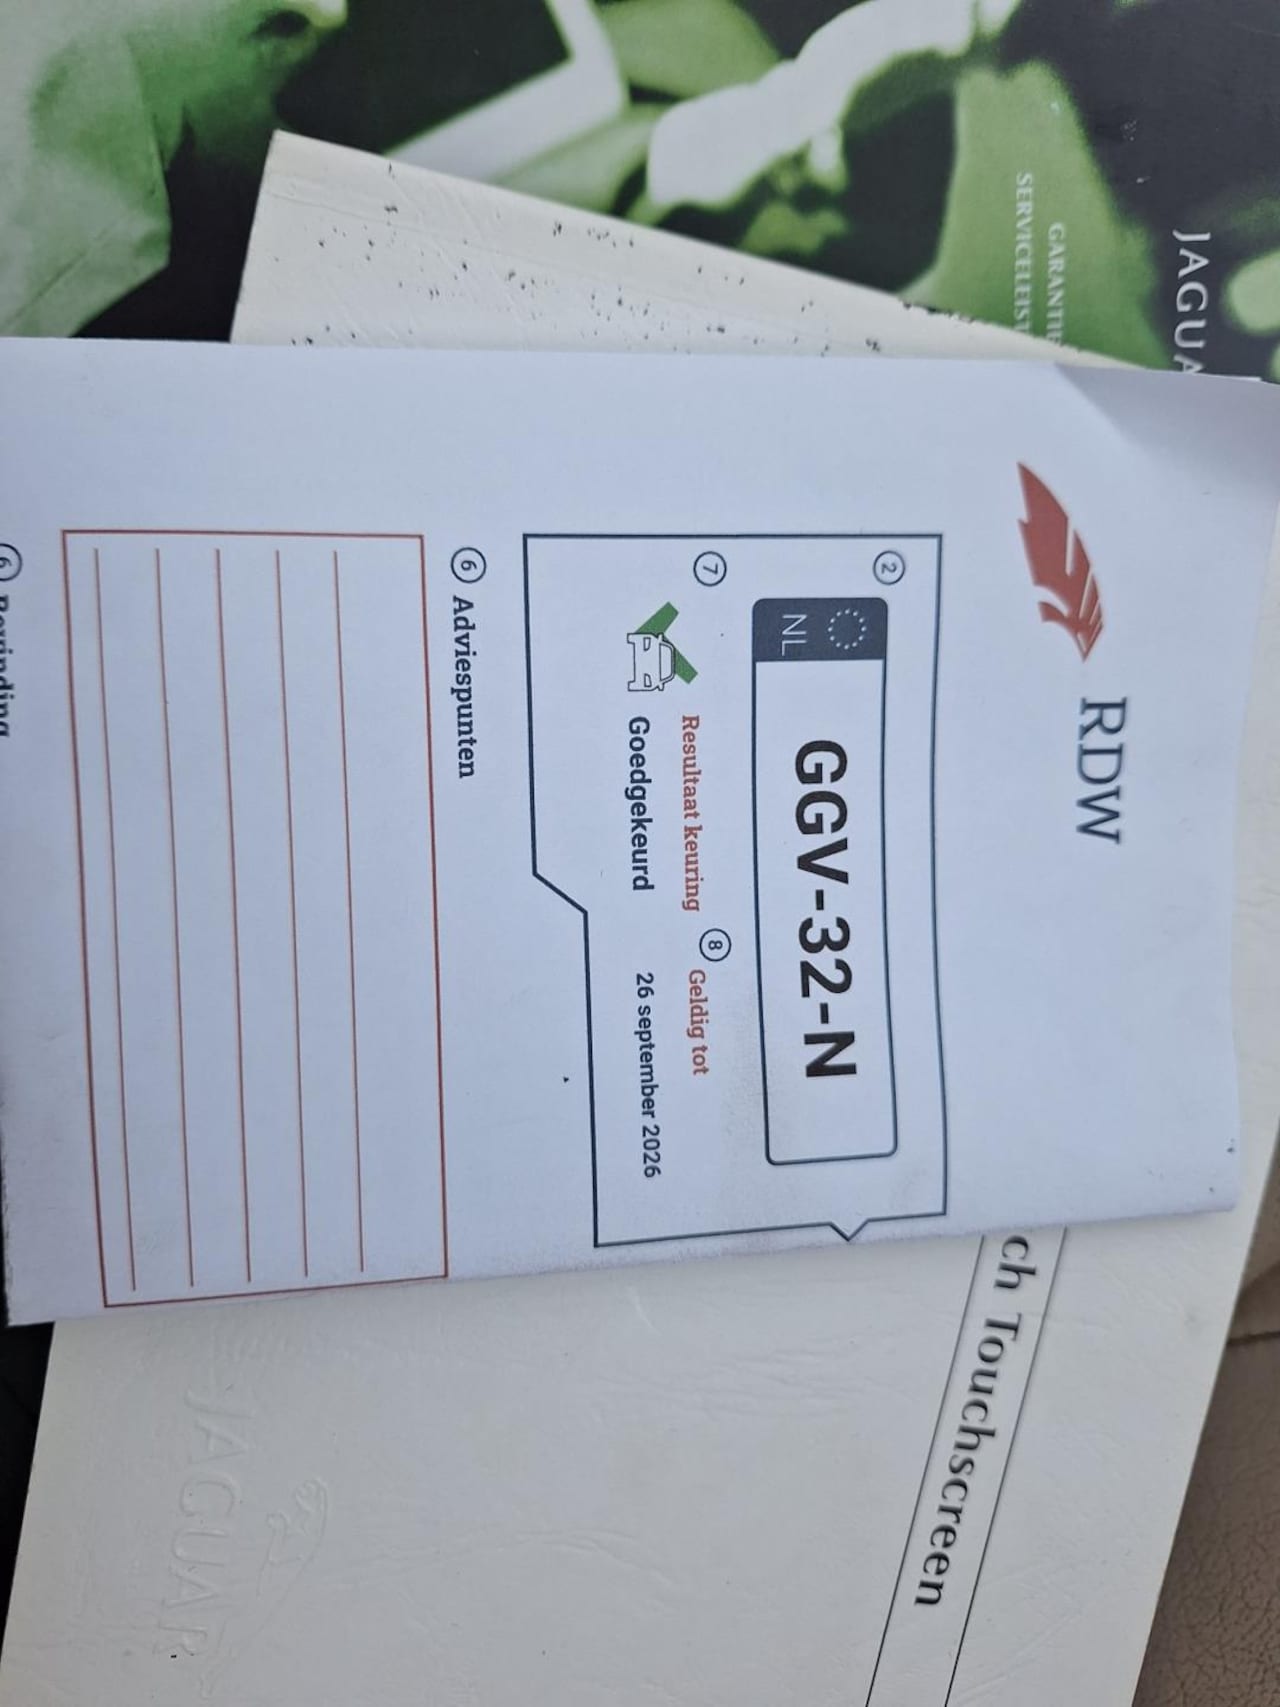 JAGUA
GARANTIE
SERVICELEIST
RDW
2
NL
GGV-32-N
7
Resultaat keuring
Goedgekeurd
8
Geldig tot
26 september 2026
6 Adviespunten
6
ch Touchscreen
JAGUAR